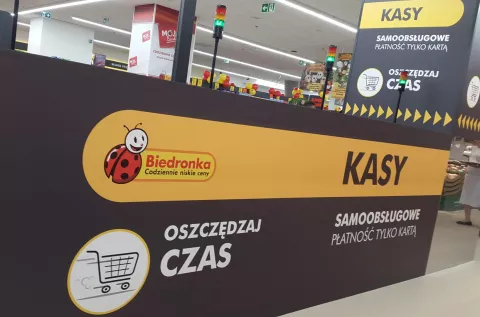 KASY
SAMOOBSŁUGOWE
PŁATNOŚĆ TYLKO KARTĄ
OSZCZĘDZAJ
CZAS
Biedronka
Codziennie niskie ceny
KASY
OSZCZĘDZAJ
CZAS
SAMOOBSŁUGOWE
PŁATNOŚĆ TYLKO KARTĄ